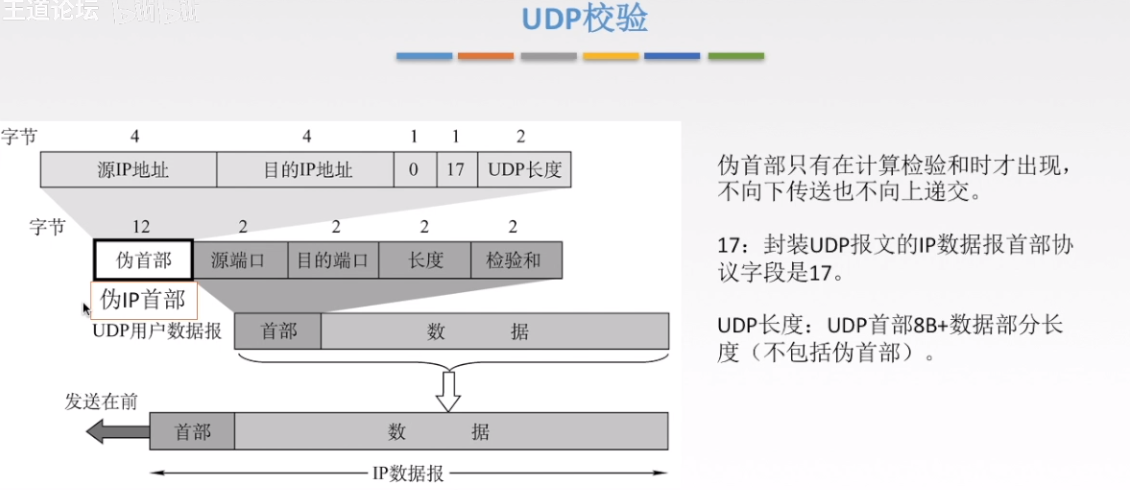 王道论坛 bilibili
UDP校验
字节 4 4 1 1 2
源IP地址 目的IP地址 0 17 UDP长度
字节 12 2 2 2 2
伪首部 源端口 目的端口 长度 检验和
伪IP首部
UDP用户数据报 首部 数 据
发送在前
首部 数 据
IP数据报
伪首部只有在计算检验和时才出现，
不向下传送也不向上递交。
17：封装UDP报文的IP数据报首部协
议字段是17。
UDP长度：UDP首部8B+数据部分长
度（不包括伪首部）。